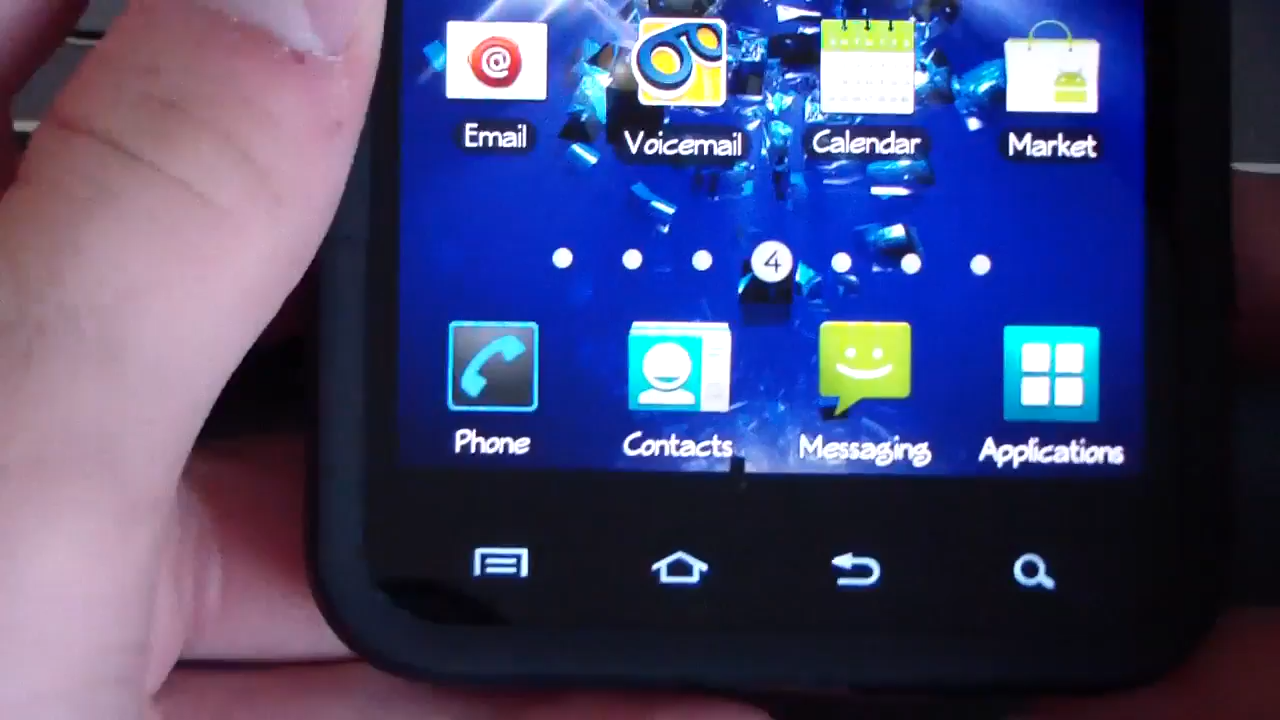 @
Email
Voicemail
Calendar
Market
4
Phone
Contacts
Messaging
Applications